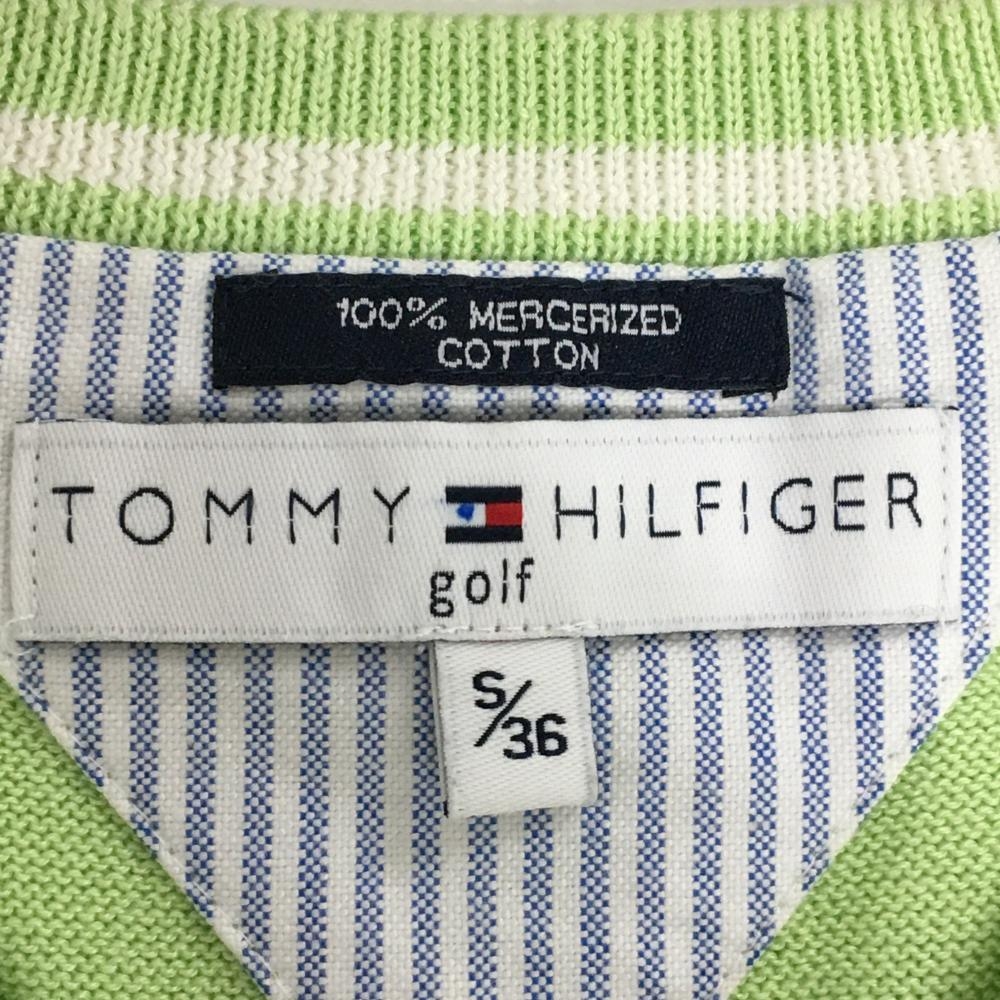 100% MERCERIZED
COTTON
TOMMY HILFIGER
golf
S/36